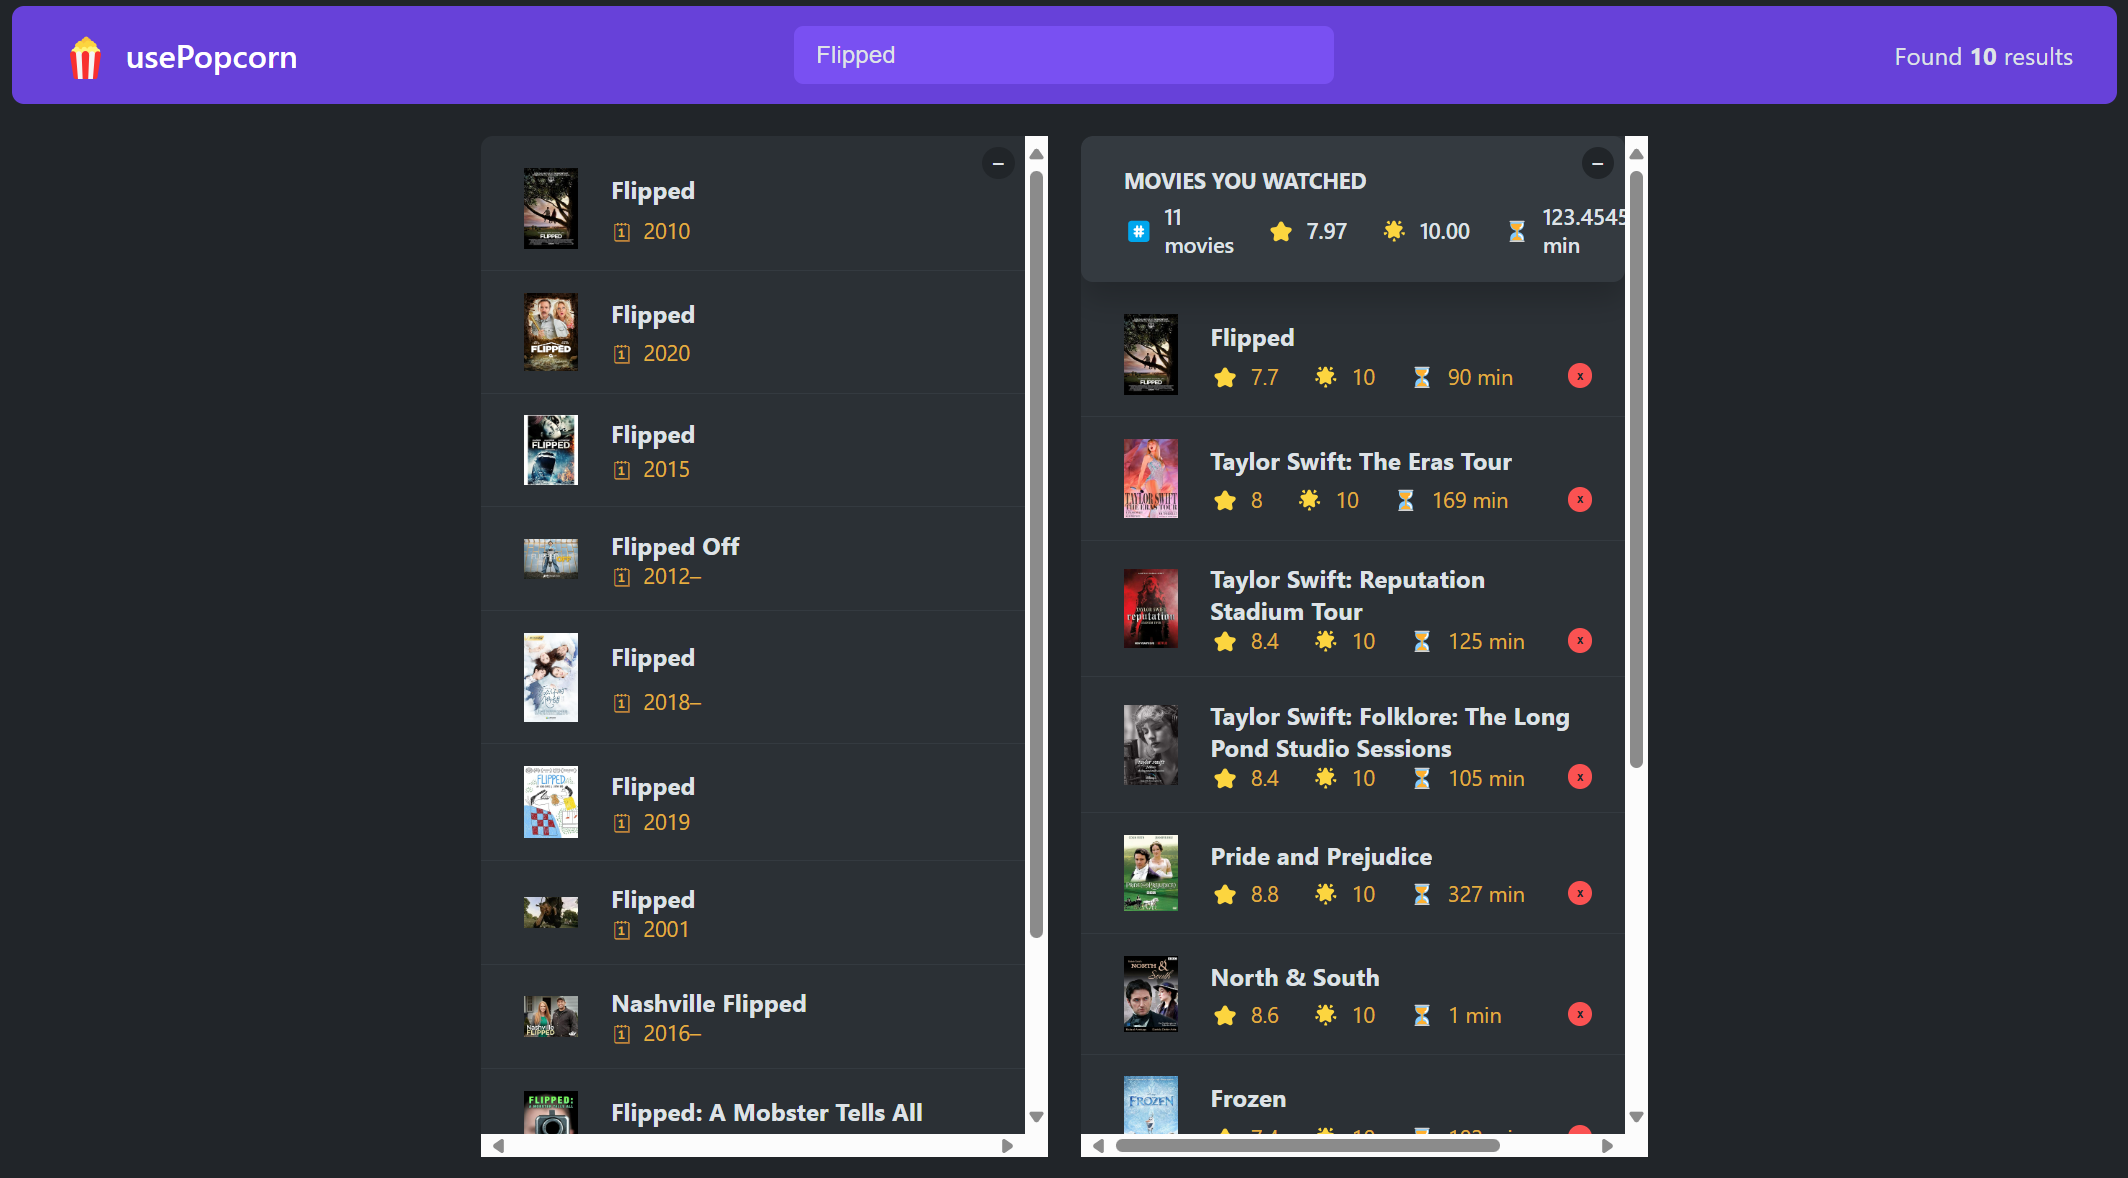 usePopcorn
Flipped
Found 10 results
Flipped
2010
Flipped
2020
Flipped
2015
Flipped Off
2012–
Flipped
2018–
Flipped
2019
Flipped
2001
Nashville Flipped
2016–
Flipped: A Mobster Tells All
MOVIES YOU WATCHED
11 movies
7.97
10.00
123.4545
min
Flipped
7.7 10 90 min
Taylor Swift: The Eras Tour
8 10 169 min
Taylor Swift: Reputation
Stadium Tour
8.4 10 125 min
Taylor Swift: Folklore: The Long
Pond Studio Sessions
8.4 10 105 min
Pride and Prejudice
8.8 10 327 min
North & South
8.6 10 1 min
Frozen